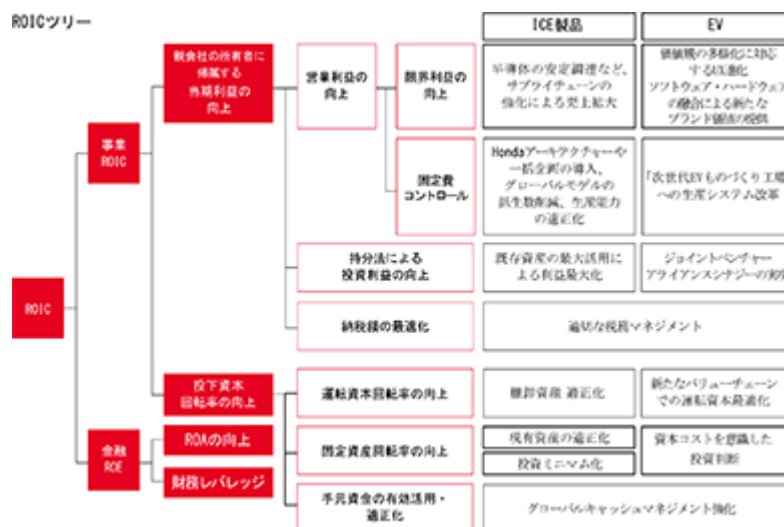 ROICツリー
ICE製品
EV
ROIC
事業
ROIC
金融
ROE
親会社の所有者に
帰属する
当期利益の
向上
投下資本
回転率の向上
ROAの向上
財務レバレッジ
営業利益の
向上
限界利益の
向上
固定費
コントロール
持分法による
投資利益の向上
納税額の最適化
運転資本回転率の向上
固定資産回転率の向上
手元資金の有効活用・
適正化
半導体の安定調達など、
サプライチェーンの
強化による売上拡大
価値観の多様化に対応
するUX進化
ソフトウェア・ハードウェア
の融合による新たな
ブランド価値の提供
Hondaアーキテクチャーや
一括企画の導入、
グローバルモデルの
派生数削減、生産能力
の適正化
「次世代EVものづくり工場
への生産システム改革
既存資産の最大活用に
よる利益最大化
ジョイントベンチャー
アライアンスシナジーの
適切な税務マネジメント
棚卸資産 適正化
新たなバリューチェーン
での運転資本最適化
現有資産の適正化
投資ミニマム化
資本コストを意識した
投資判断
グローバルキャッシュマネジメント強化